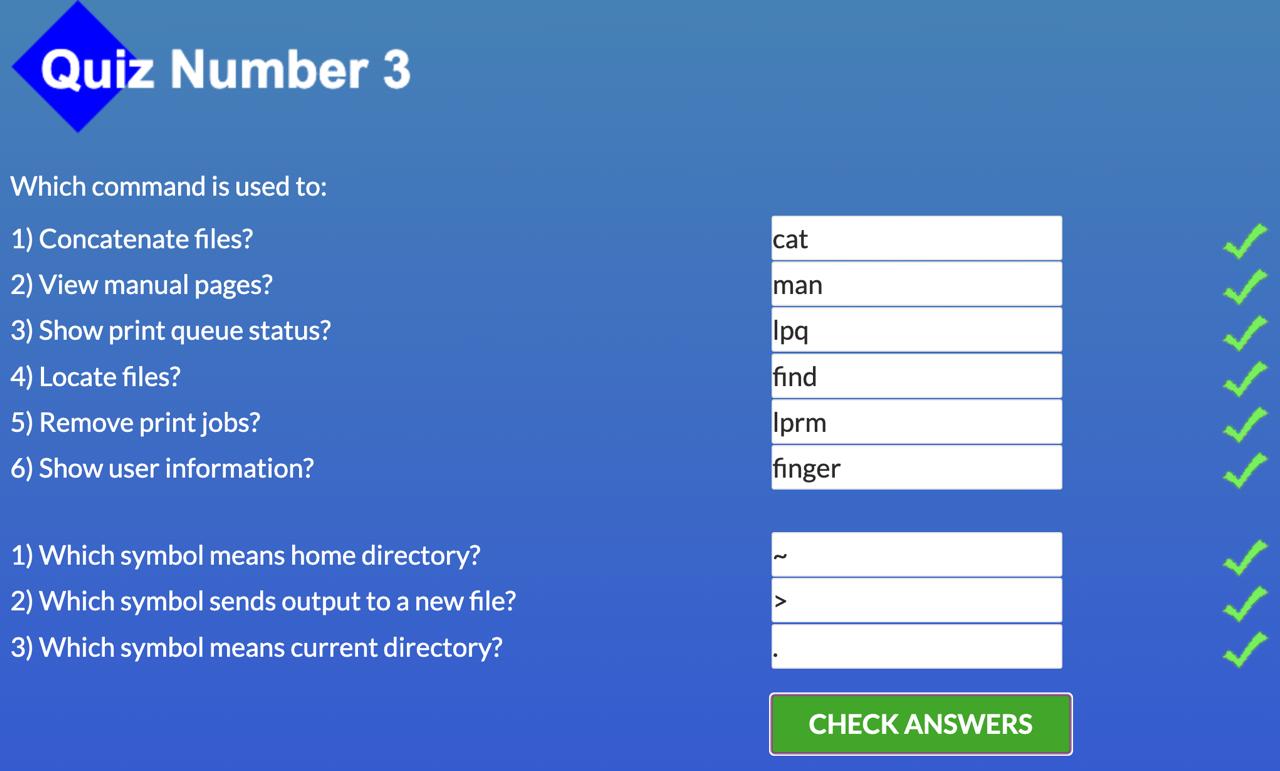 Quiz Number 3
Which command is used to:
1) Concatenate files? cat
2) View manual pages? man
3) Show print queue status? lpq
4) Locate files? find
5) Remove print jobs? lprm
6) Show user information? finger
1) Which symbol means home directory? ~
2) Which symbol sends output to a new file? >
3) Which symbol means current directory? .
CHECK ANSWERS